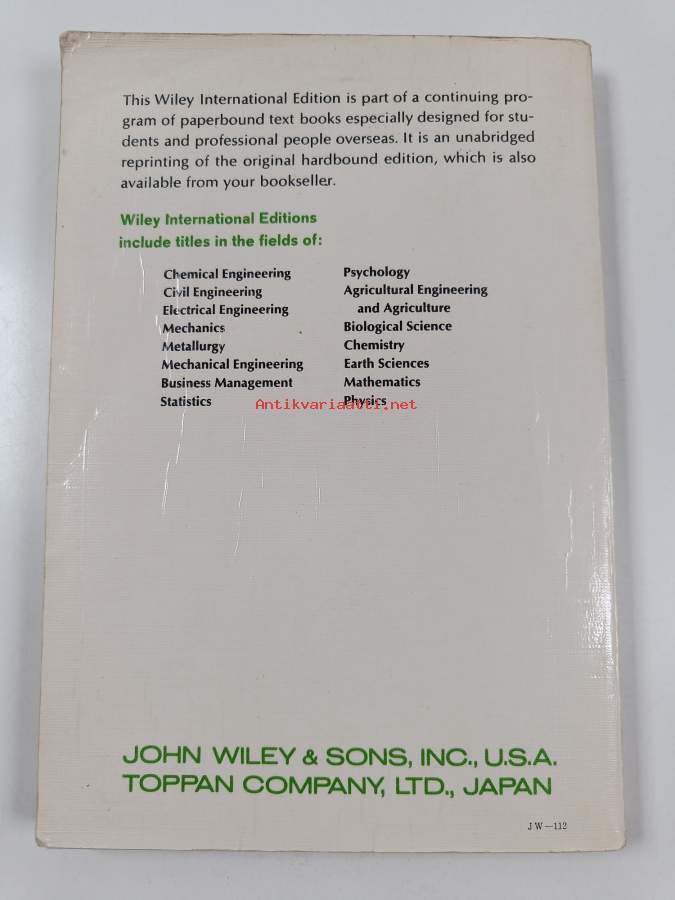 This Wiley International Edition is part of a continuing pro-
gram of paperbound text books especially designed for stu-
dents and professional people overseas. It is an unabridged
reprinting of the original hardbound edition, which is also
available from your bookseller.
Wiley International Editions
include titles in the fields of:
Chemical Engineering
Civil Engineering
Electrical Engineering
Mechanics
Metallurgy
Mechanical Engineering
Business Management
Statistics
Psychology
Agricultural Engineering
and Agriculture
Biological Science
Chemistry
Earth Sciences
Mathematics
Physics
Antikvariaatti.net
JOHN WILEY & SONS, INC., U.S.A.
TOPPAN COMPANY, LTD., JAPAN
JW—112